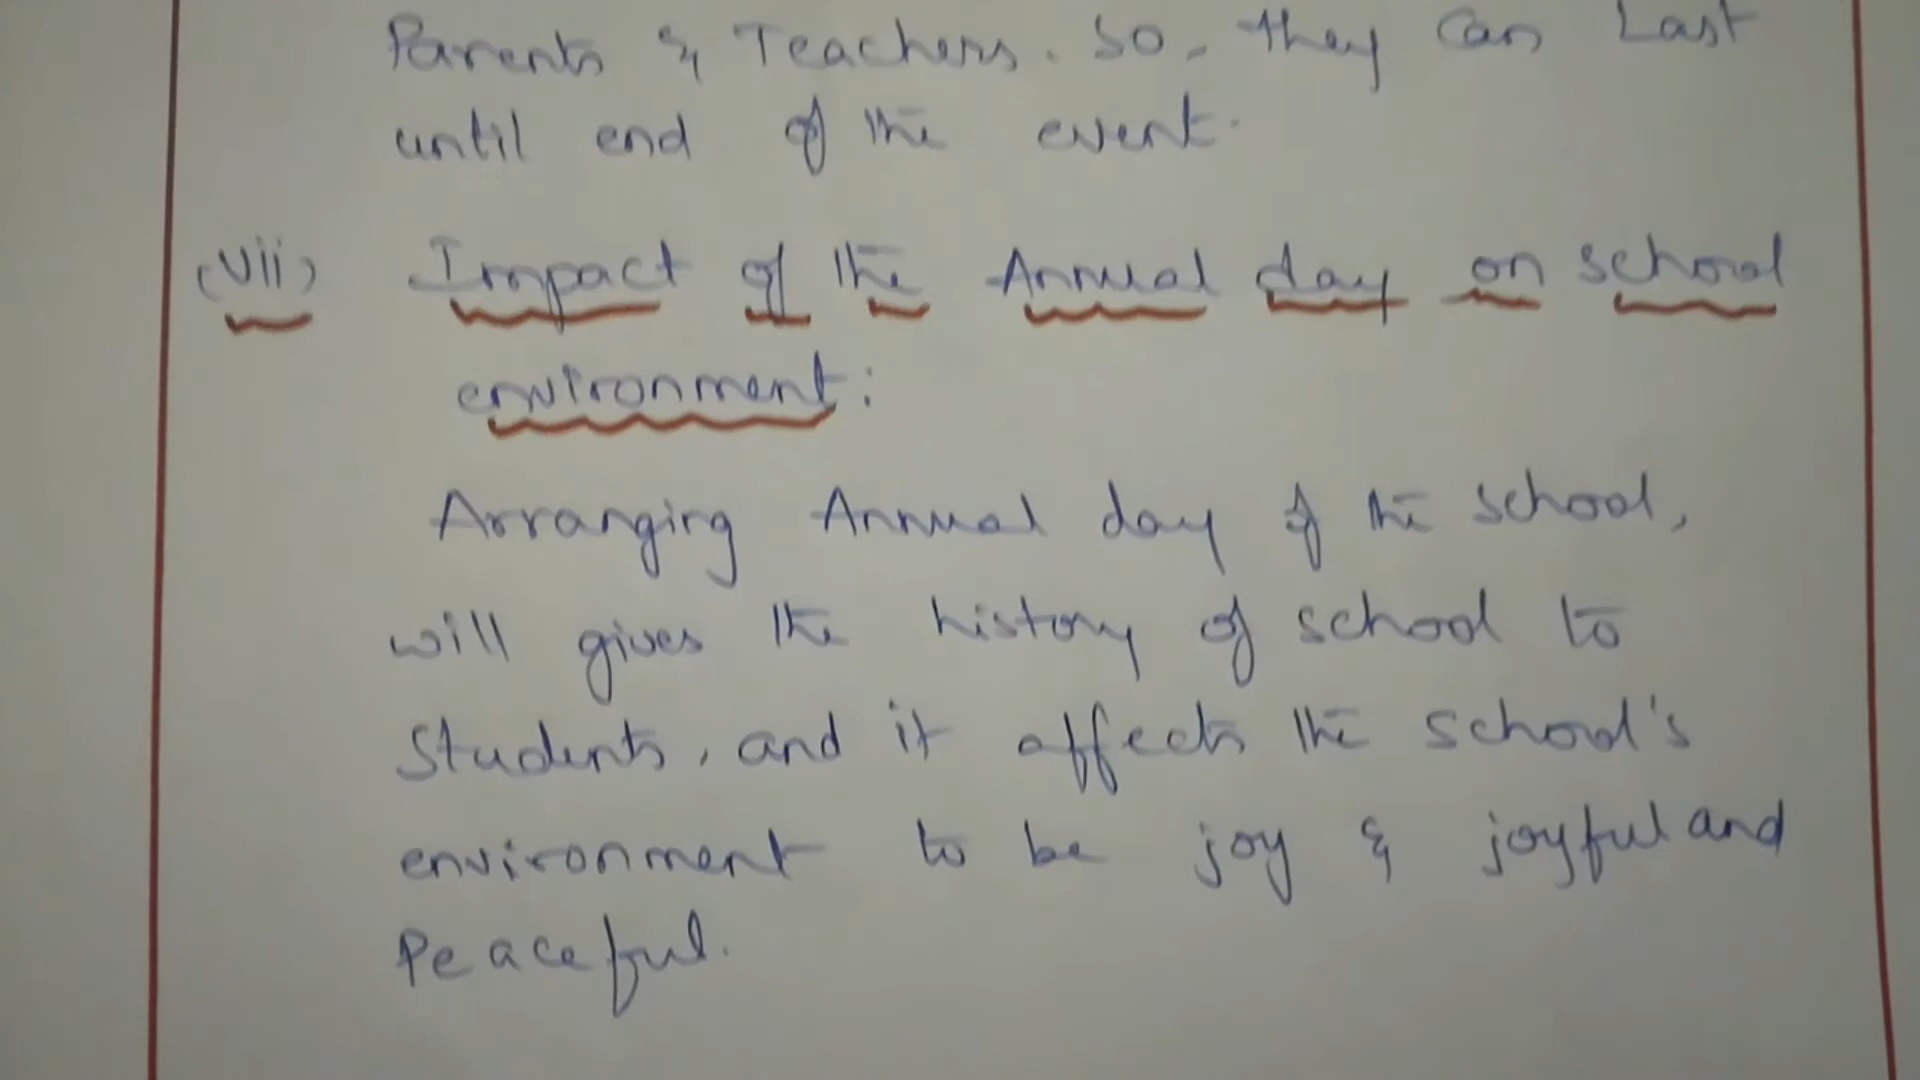 Parents & Teachers. So, they can Last
until end of the event.
(Vii) Impact of the Annual day on school
environment:
Arranging Annual day of the school,
will gives the history of school to
Students, and it affects the school's
environment to be joy & joyful and
Peaceful.